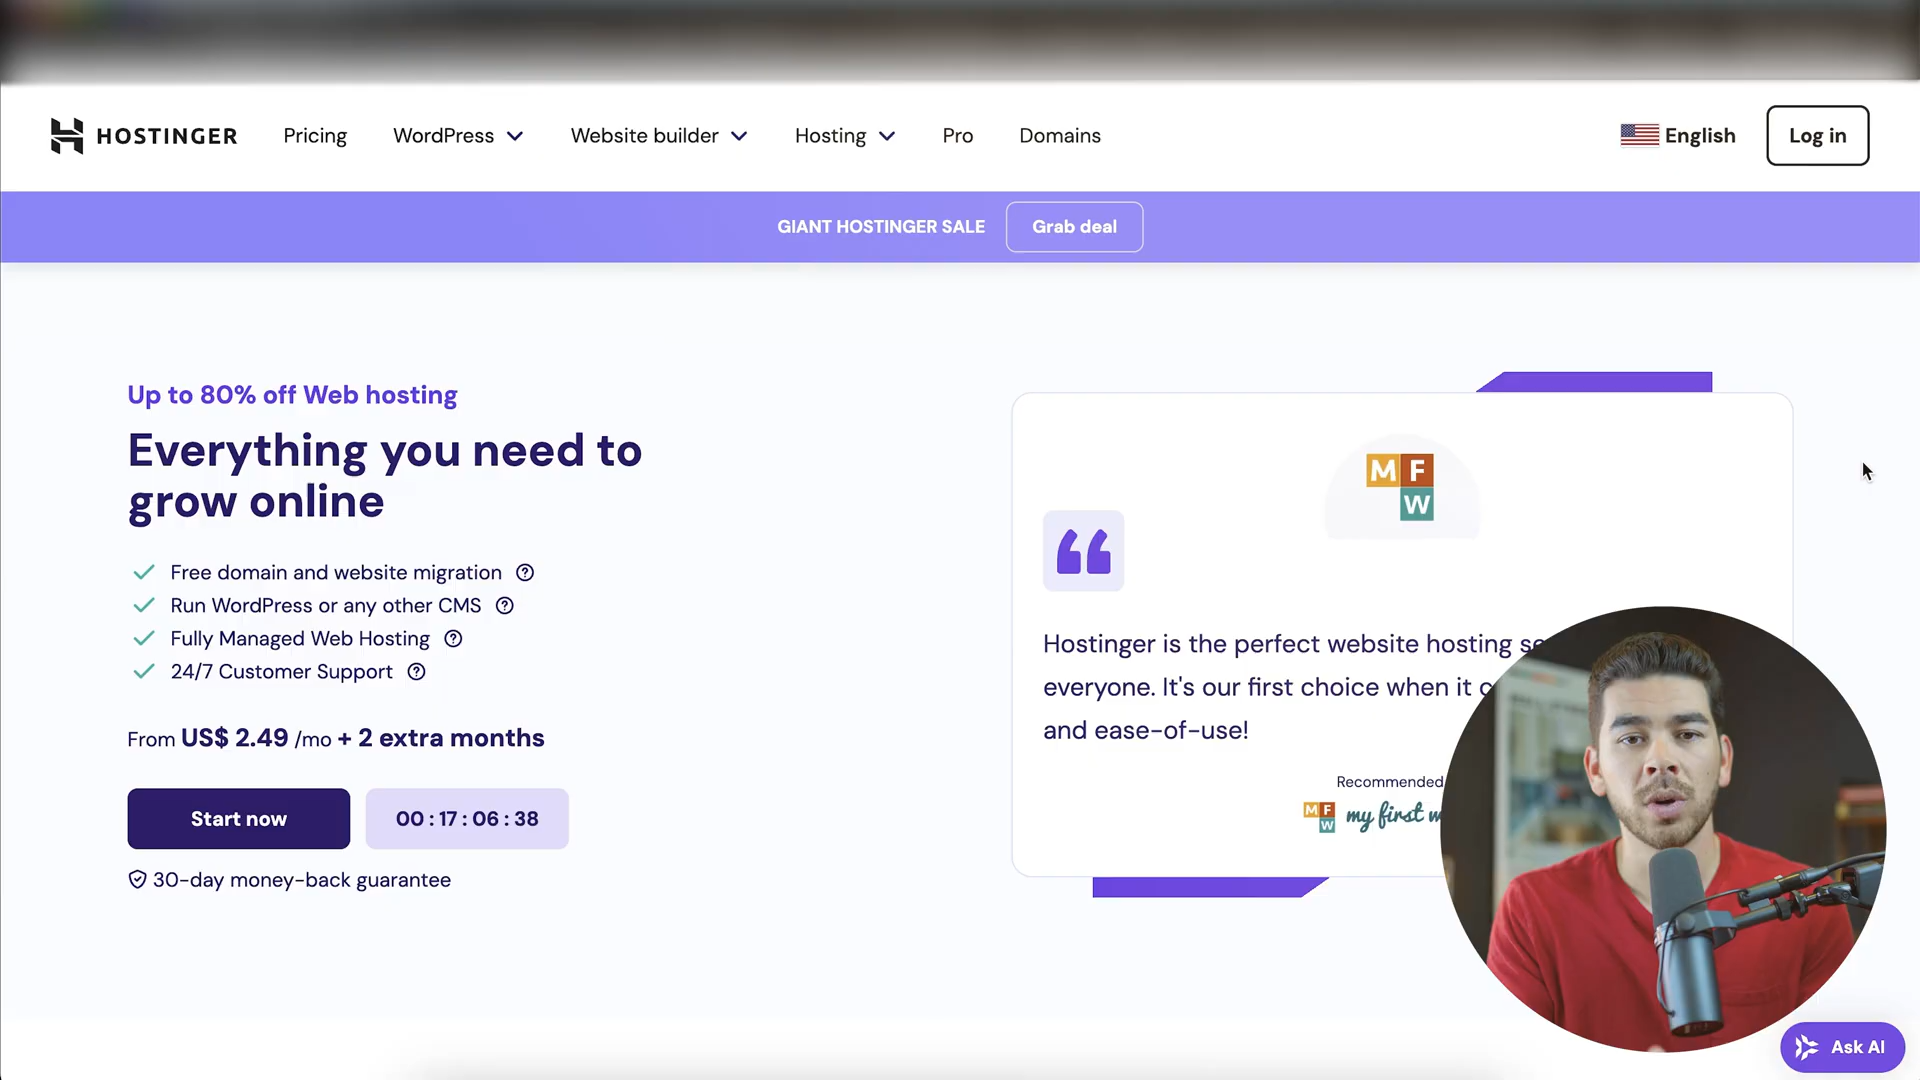 HOSTINGER
Pricing
WordPress
Website builder
Hosting
Pro
Domains
English
Log in
GIANT HOSTINGER SALE
Grab deal
Up to 80% off Web hosting
Everything you need to
grow online
Free domain and website migration
Run WordPress or any other CMS
Fully Managed Web Hosting
24/7 Customer Support
From US$ 2.49 /mo + 2 extra months
Start now
00 : 17 : 06 : 38
30-day money-back guarantee
M F
W
Hostinger is the perfect website hosting
everyone. It's our first choice when it
and ease-of-use!
Recommended
M F
W
my first
Ask AI